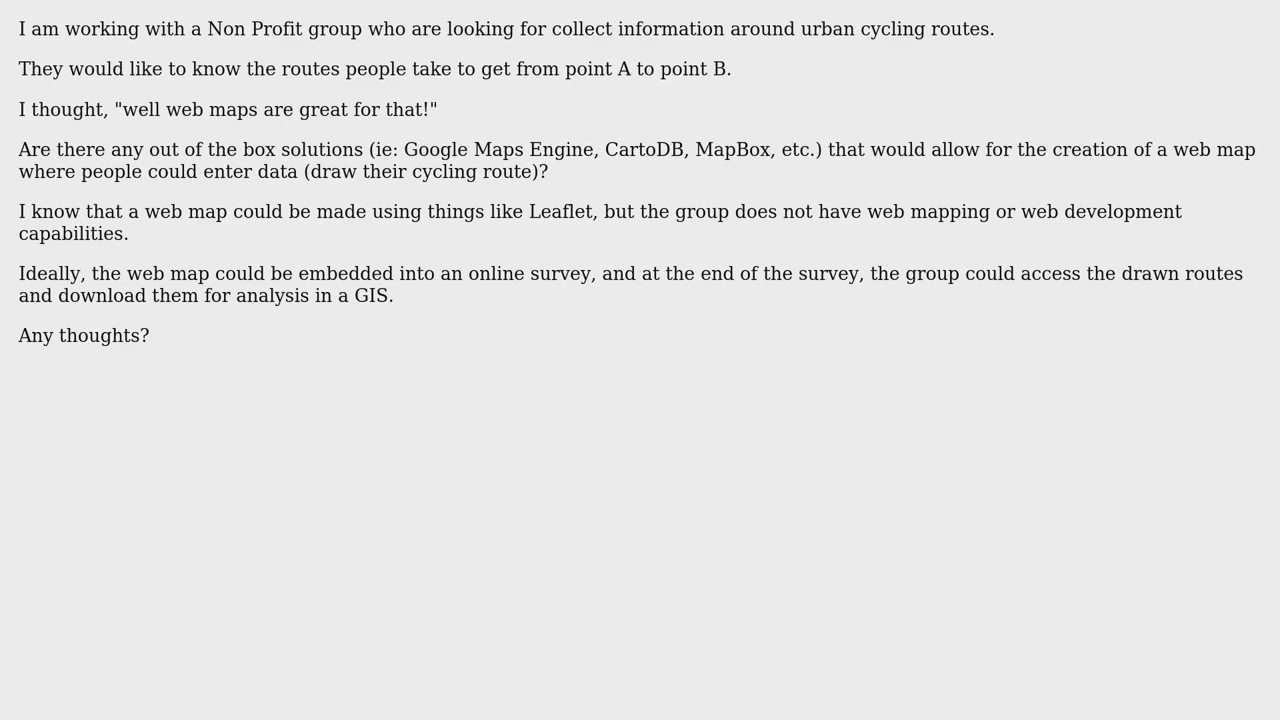 I am working with a Non Profit group who are looking for collect information around urban cycling routes.
They would like to know the routes people take to get from point A to point B.
I thought, "well web maps are great for that!"
Are there any out of the box solutions (ie: Google Maps Engine, CartoDB, MapBox, etc.) that would allow for the creation of a web map
where people could enter data (draw their cycling route)?
I know that a web map could be made using things like Leaflet, but the group does not have web mapping or web development
capabilities.
Ideally, the web map could be embedded into an online survey, and at the end of the survey, the group could access the drawn routes
and download them for analysis in a GIS.
Any thoughts?